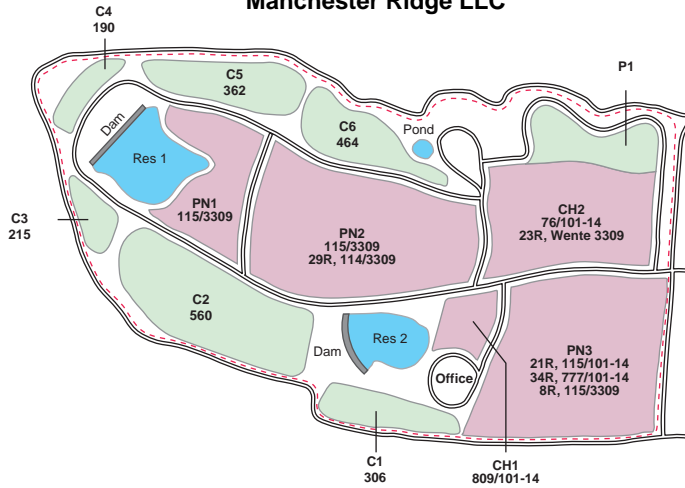 Manchester Ridge LLC
C4
190
P1
C5
362
C6
464
Pond
Dam
Res 1
CH2
76/101-14
23R, Wente 3309
PN1
115/3309
PN2
115/3309
29R, 114/3309
C3
215
C2
560
Res 2
Dam
PN3
21R, 115/101-14
34R, 777/101-14
8R, 115/3309
Office
C1
306
CH1
809/101-14